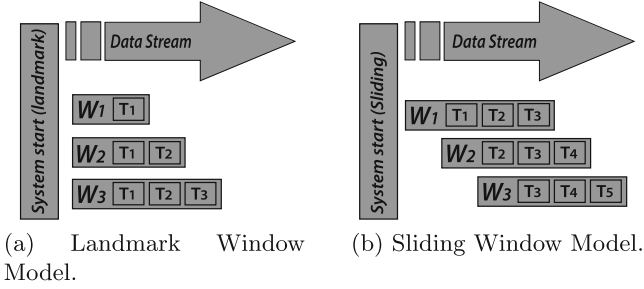 System start (landmark)
Data Stream
W1 T1
W2 T1 T2
W3 T1 T2 T3
(a) Landmark Window
Model.
System start (Sliding)
Data Stream
W1 T1 T2 T3
W2 T2 T3 T4
W3 T3 T4 T5
(b) Sliding Window Model.